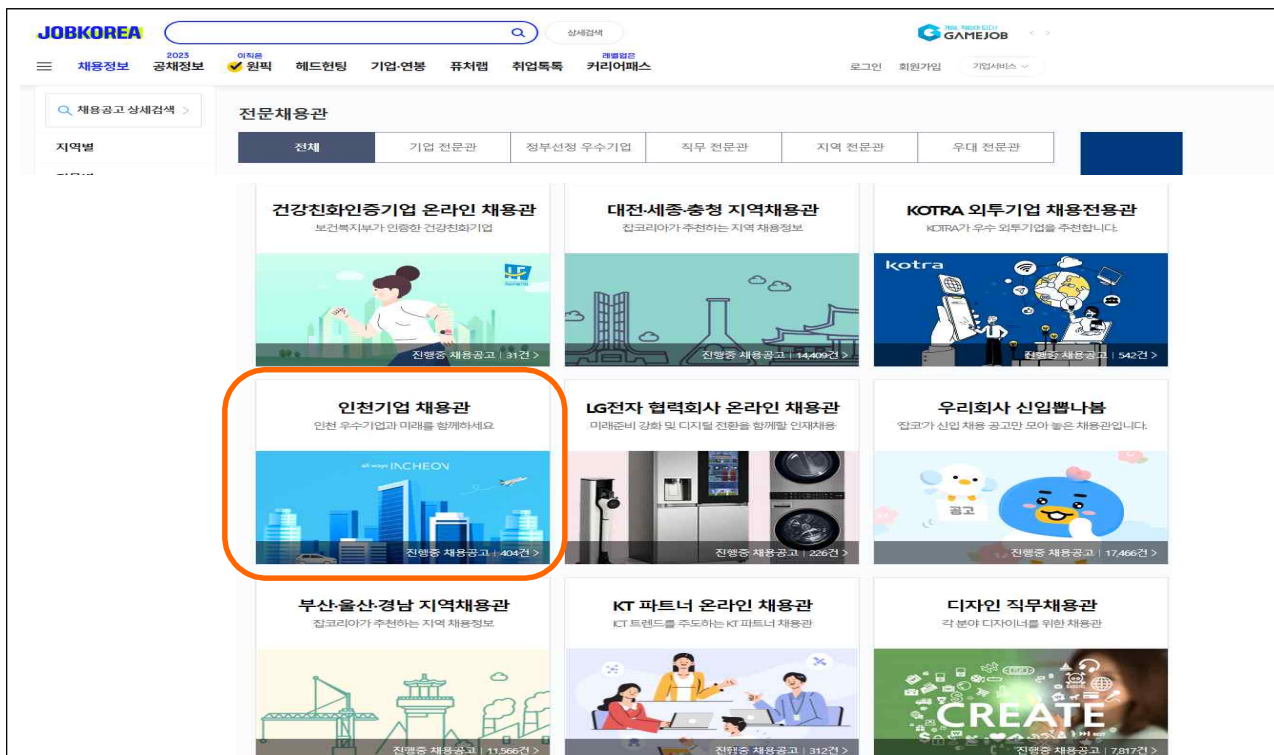 JOBKOREA
상세검색
GAMEJOB
2023
이직은
레벨업은
채용정보 공채정보 원픽 헤드헌팅 기업·연봉 퓨처랩 취업톡톡 커리어패스
로그인 회원가입 기업서비스
채용공고 상세검색 >
전문채용관
지역별
전체 기업 전문관 정부선정 우수기업 직무 전문관 지역 전문관 우대 전문관
건강친화인증기업 온라인 채용관
보건복지부가 인증한 건강친화기업
진행중 채용공고 | 31건 >
대전·세종·충청 지역채용관
잡코리아가 추천하는 지역 채용정보
진행중 채용공고 | 14,409건 >
KOTRA 외투기업 채용전용관
KOTRA가 우수 외투기업을 추천합니다.
kotra
진행중 채용공고 | 542건 >
인천기업 채용관
인천 우수기업과 미래를 함께하세요
all ways INCHEON
진행중 채용공고 | 404건 >
LG전자 협력회사 온라인 채용관
미래준비 강화 및 디지털 전환을 함께할 인재채용
진행중 채용공고 | 226건 >
우리회사 신입뽑나봄
'잡코'가 신입 채용 공고만 모아 놓은 채용관입니다.
공고
진행중 채용공고 | 17,466건 >
부산·울산·경남 지역채용관
잡코리아가 추천하는 지역 채용정보
진행중 채용공고 | 11,566건 >
KT 파트너 온라인 채용관
ICT 트렌드를 주도하는 KT 파트너 채용관
진행중 채용공고 | 312건 >
디자인 직무채용관
각 분야 디자이너를 위한 채용관
CREATE
진행중 채용공고 | 7,817건 >